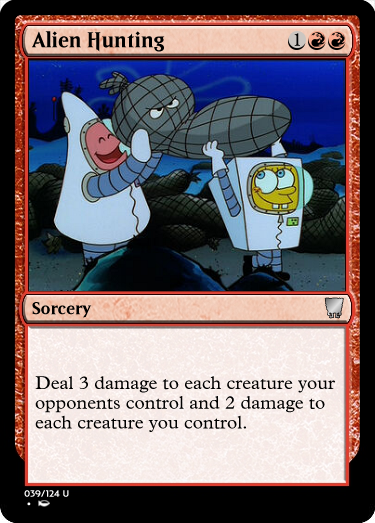 Alien Hunting 1
Sorcery
Deal 3 damage to each creature your
opponents control and 2 damage to
each creature you control.
039/124 U